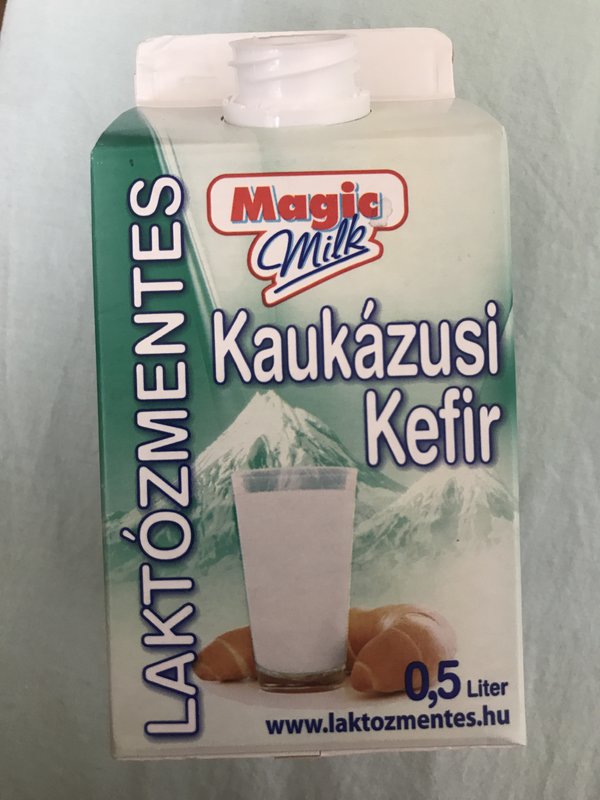 LAKTÓZMENTES
Magic
Milk
Kaukázusi
Kefir
0,5 Liter
www.laktozmentes.hu